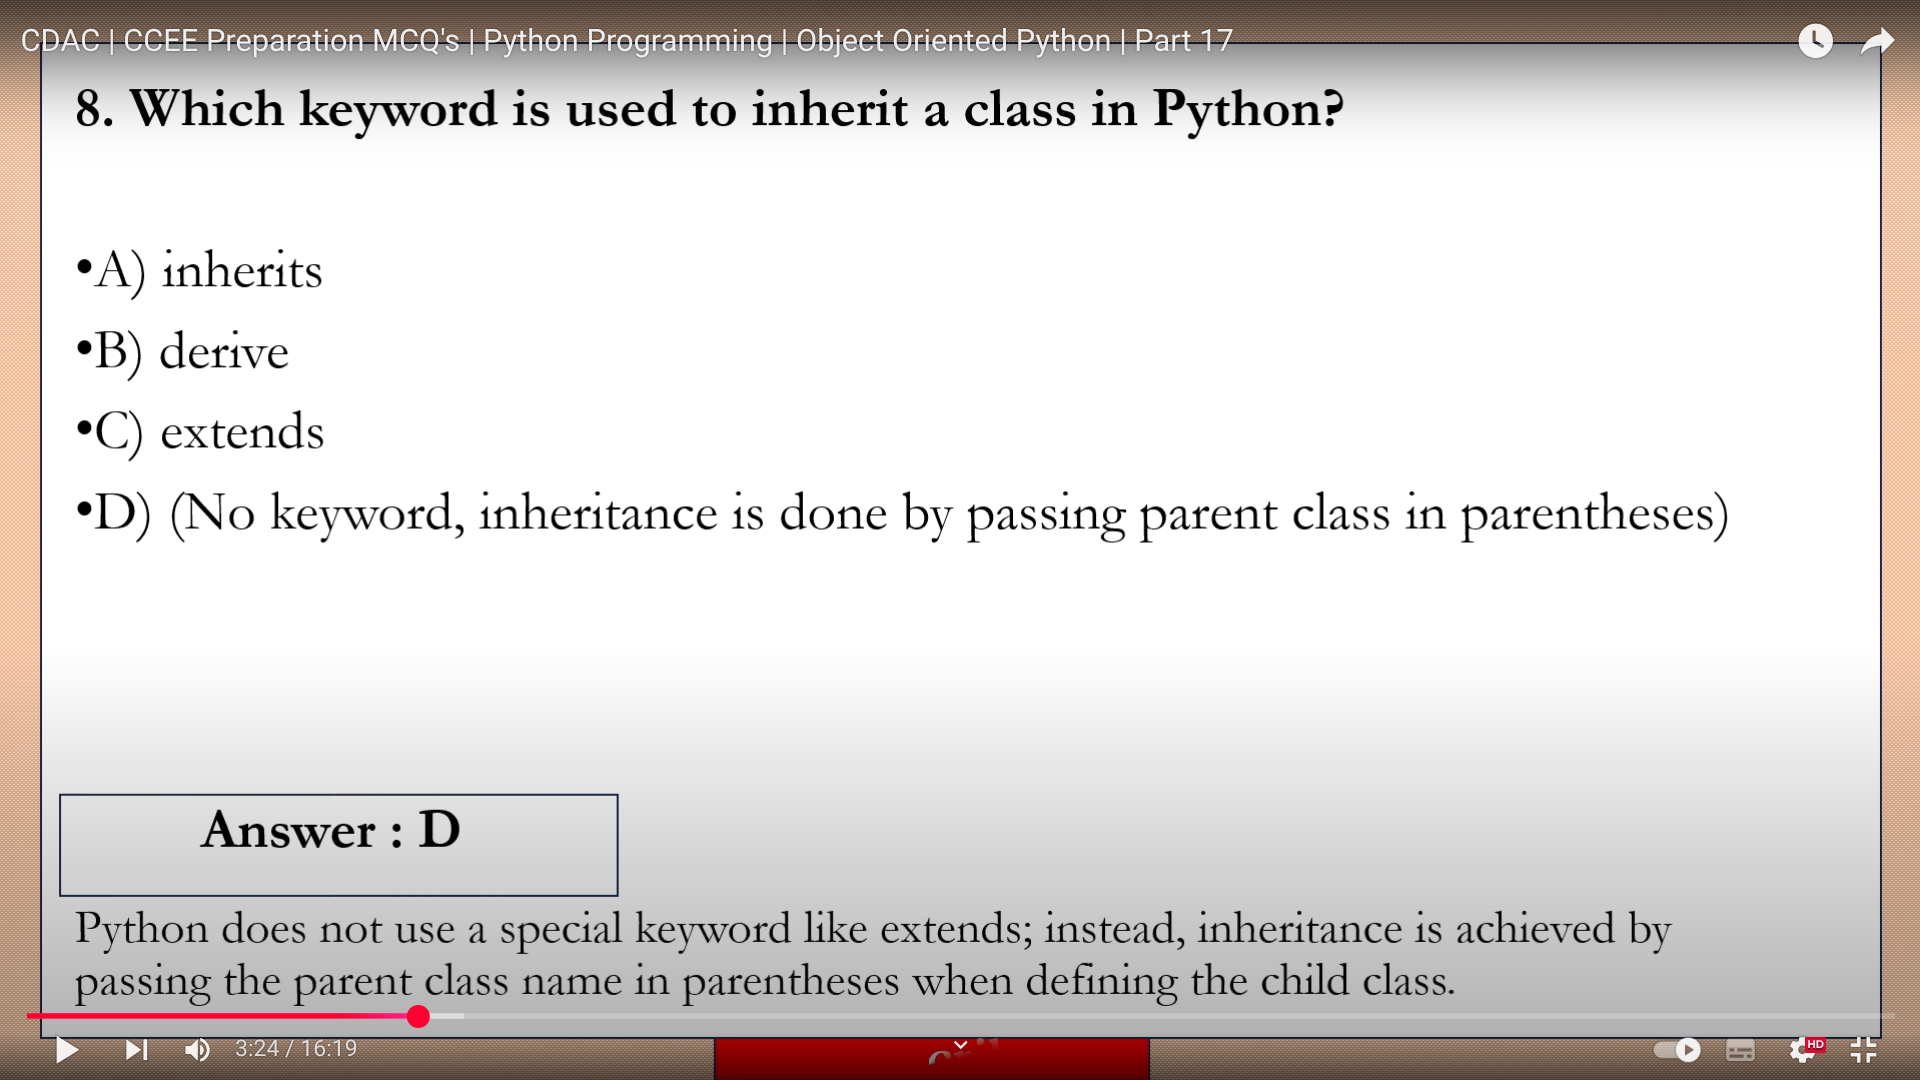 CDAC | CCEE Preparation MCQ's | Python Programming | Object Oriented Python | Part 17
8. Which keyword is used to inherit a class in Python?
•A) inherits
•B) derive
•C) extends
•D) (No keyword, inheritance is done by passing parent class in parentheses)
Answer : D
Python does not use a special keyword like extends; instead, inheritance is achieved by
passing the parent class name in parentheses when defining the child class.
3:24 / 16:19
HD